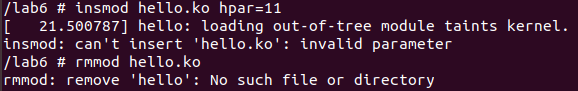 /lab6 # insmod hello.ko hpar=11
[   21.500787] hello: loading out-of-tree module taints kernel.
insmod: can't insert 'hello.ko': invalid parameter
/lab6 # rmmod hello.ko
rmmod: remove 'hello': No such file or directory